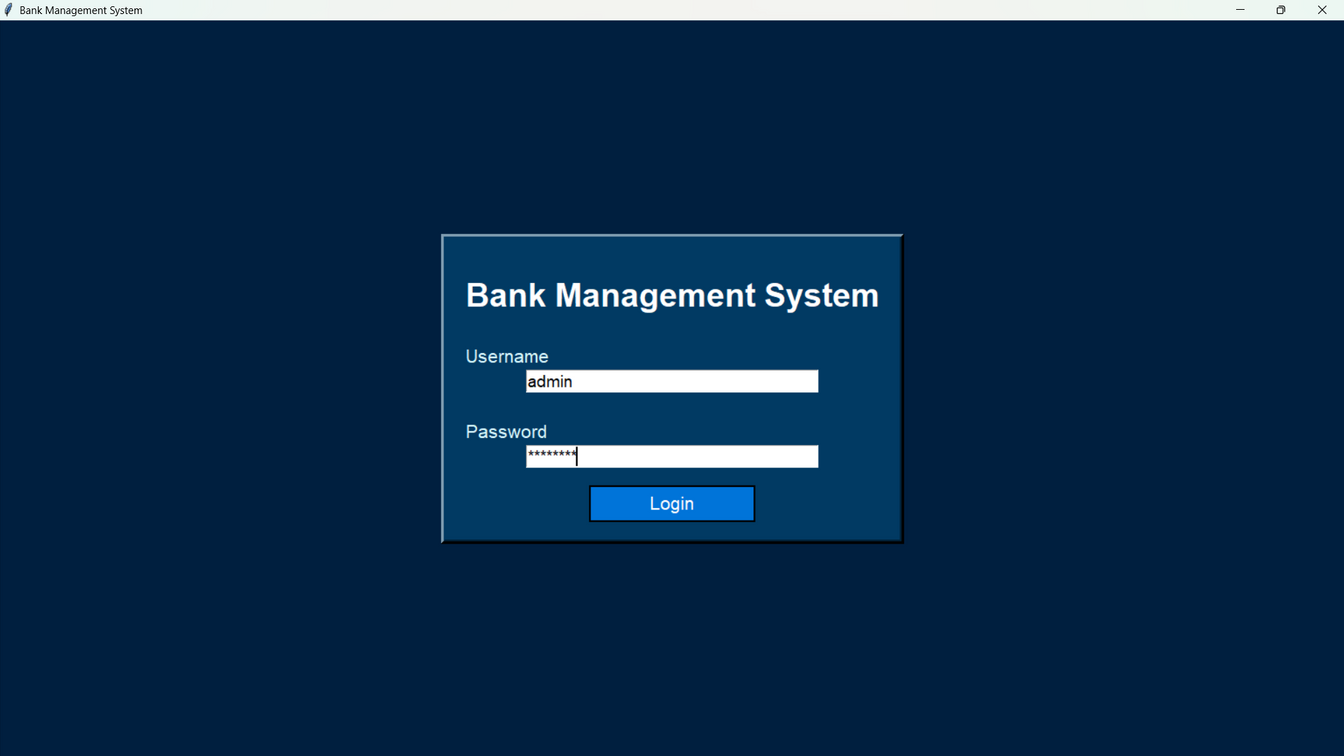 Bank Management System
Bank Management System
Username
admin
Password
********
Login